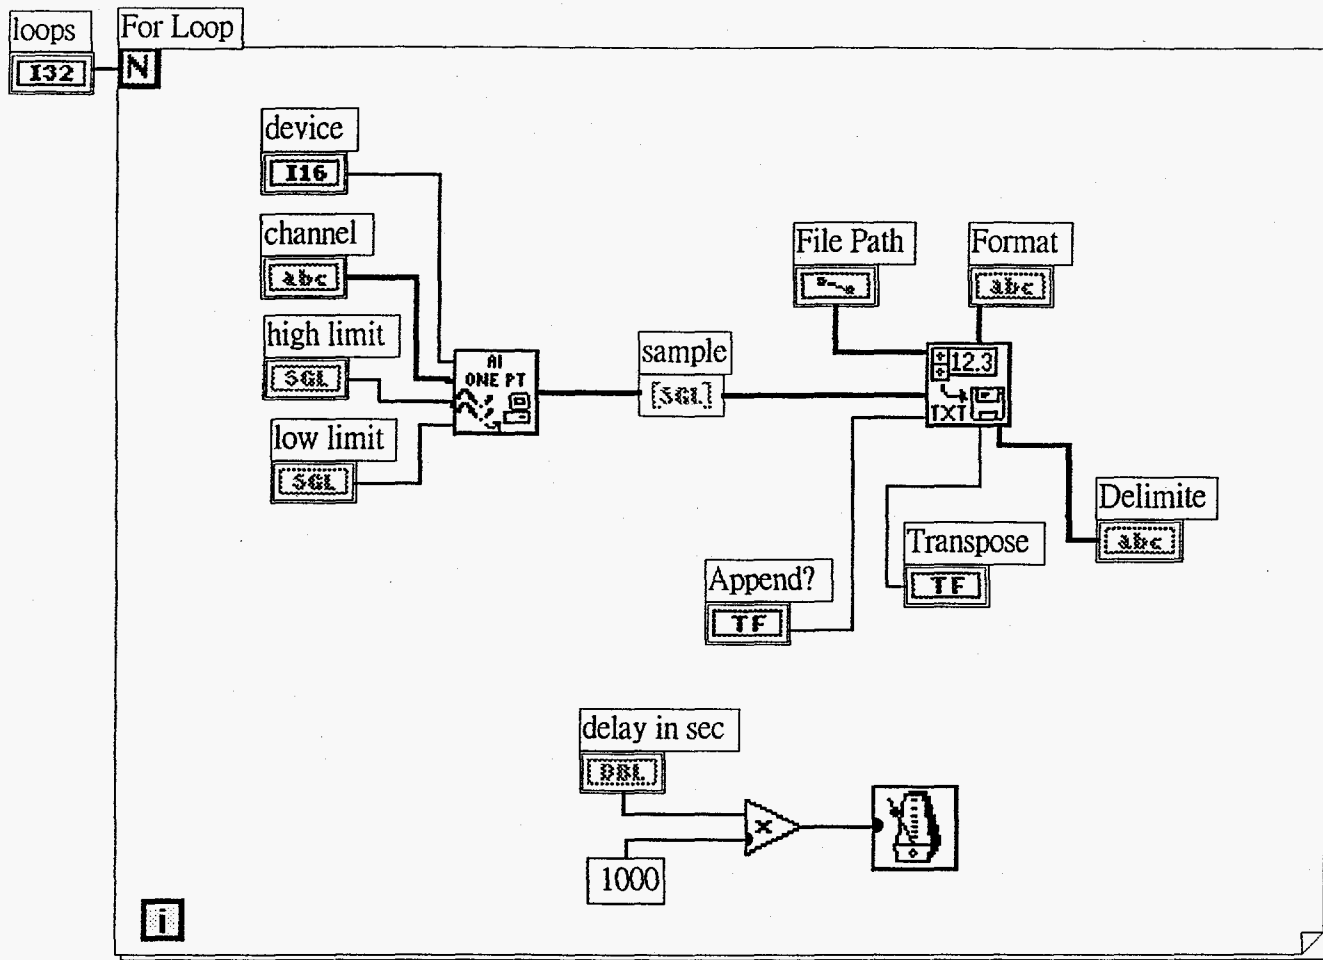 loops
For Loop
I32
N
device
I16
channel
abc
high limit
SGL
low limit
SGL
AI
ONE PT
sample
[SGL]
File Path
Format
abc
12.3
TXT
Delimite
abc
Transpose
TF
Append?
TF
delay in sec
DBL
x
1000
i